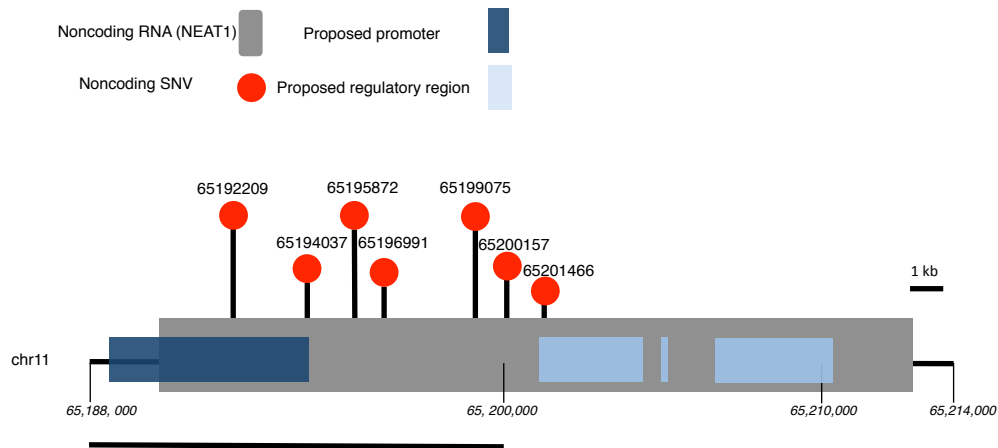 Noncoding RNA (NEAT1) Proposed promoter
Noncoding SNV Proposed regulatory region
65192209 65195872 65199075
65194037 65196991 65200157
65201466
1 kb
chr11
65,188, 000 65,200,000 65,210,000 65,214,000